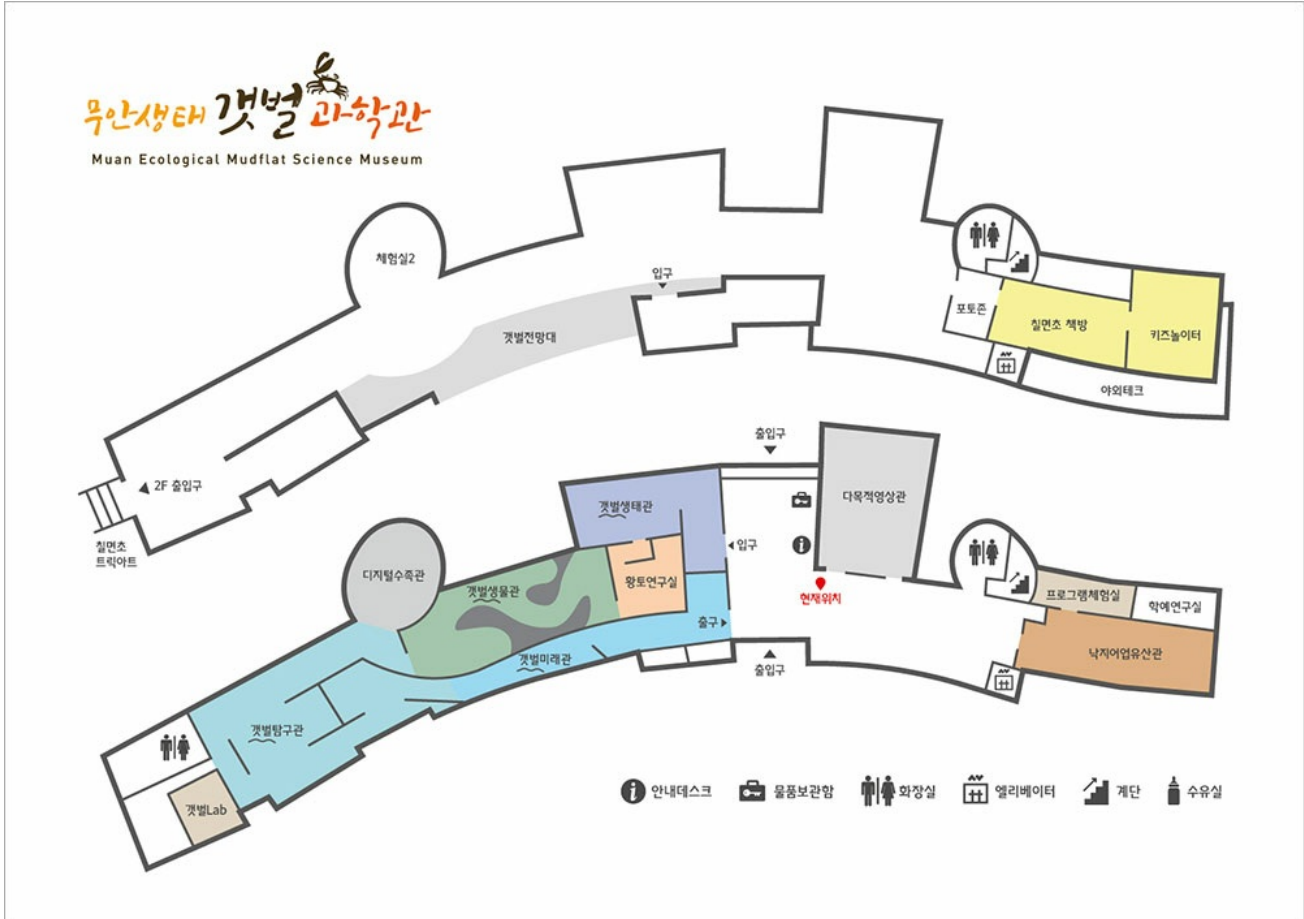 무안생태 갯벌 과학관
Muan Ecological Mudflat Science Museum
체험실2
입구
갯벌전망대
포토존
칠면초 책방
키즈놀이터
야외테크
2F 출입구
칠면초
트릭아트
출입구
갯벌생태관
다목적영상관
입구
디지털수족관
갯벌생물관
황토연구실
현재위치
프로그램체험실
학예연구실
출구
갯벌미래관
출입구
낙지어업유산관
갯벌탐구관
갯벌Lab
안내데스크
물품보관함
화장실
엘리베이터
계단
수유실